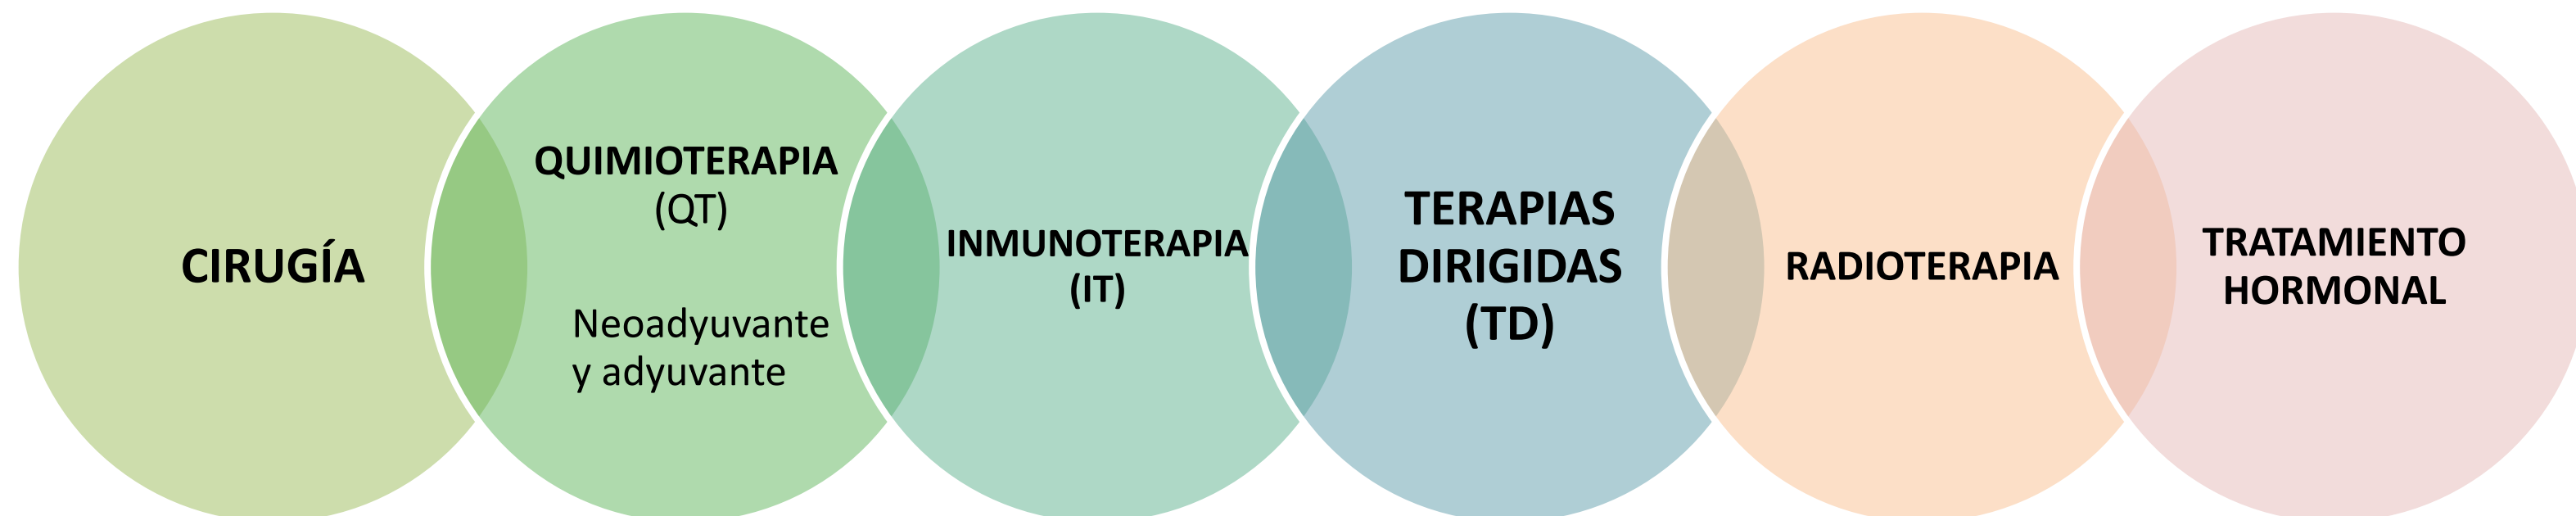 CIRUGÍA
QUIMIOTERAPIA
(QT)
Neoadyuvante
y adyuvante
INMUNOTERAPIA
(IT)
TERAPIAS
DIRIGIDAS
(TD)
RADIOTERAPIA
TRATAMIENTO
HORMONAL